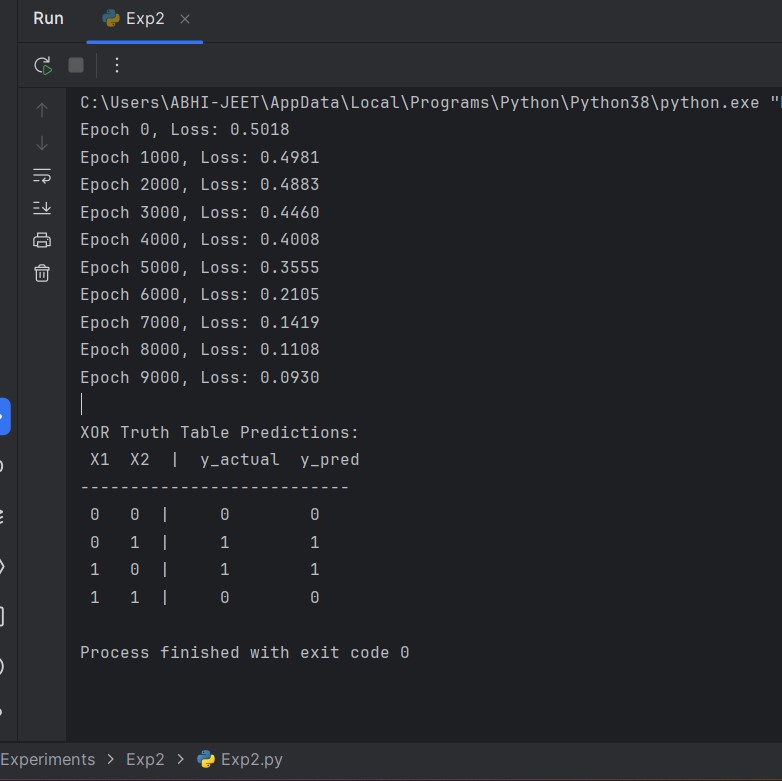 Run Exp2
C:\Users\ABHI-JEET\AppData\Local\Programs\Python\Python38\python.exe "
Epoch 0, Loss: 0.5018
Epoch 1000, Loss: 0.4981
Epoch 2000, Loss: 0.4883
Epoch 3000, Loss: 0.4460
Epoch 4000, Loss: 0.4008
Epoch 5000, Loss: 0.3555
Epoch 6000, Loss: 0.2105
Epoch 7000, Loss: 0.1419
Epoch 8000, Loss: 0.1108
Epoch 9000, Loss: 0.0930
XOR Truth Table Predictions:
X1 X2 | y_actual y_pred
---------------------------
0 0 | 0 0
0 1 | 1 1
1 0 | 1 1
1 1 | 0 0
Process finished with exit code 0
Experiments > Exp2 > Exp2.py